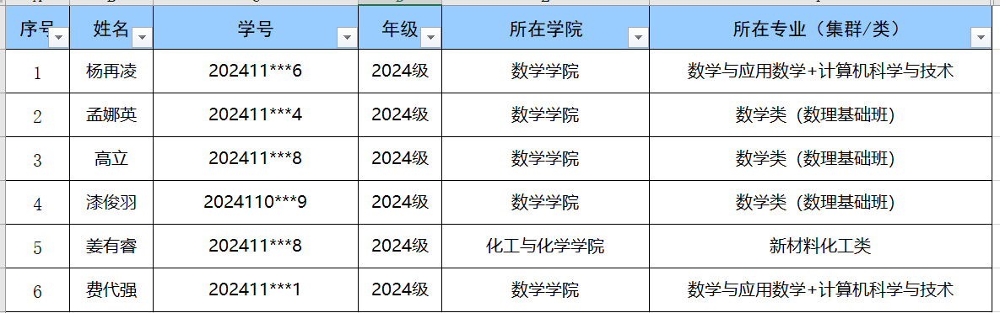 序号 姓名 学号 年级 所在学院 所在专业（集群/类）
1 杨再凌 202411***6 2024级 数学学院 数学与应用数学+计算机科学与技术
2 孟娜英 202411***4 2024级 数学学院 数学类（数理基础班）
3 高立 202411***8 2024级 数学学院 数学类（数理基础班）
4 漆俊羽 2024110***9 2024级 数学学院 数学类（数理基础班）
5 姜有睿 202411***8 2024级 化工与化学学院 新材料化工类
6 费代强 202411***1 2024级 数学学院 数学与应用数学+计算机科学与技术